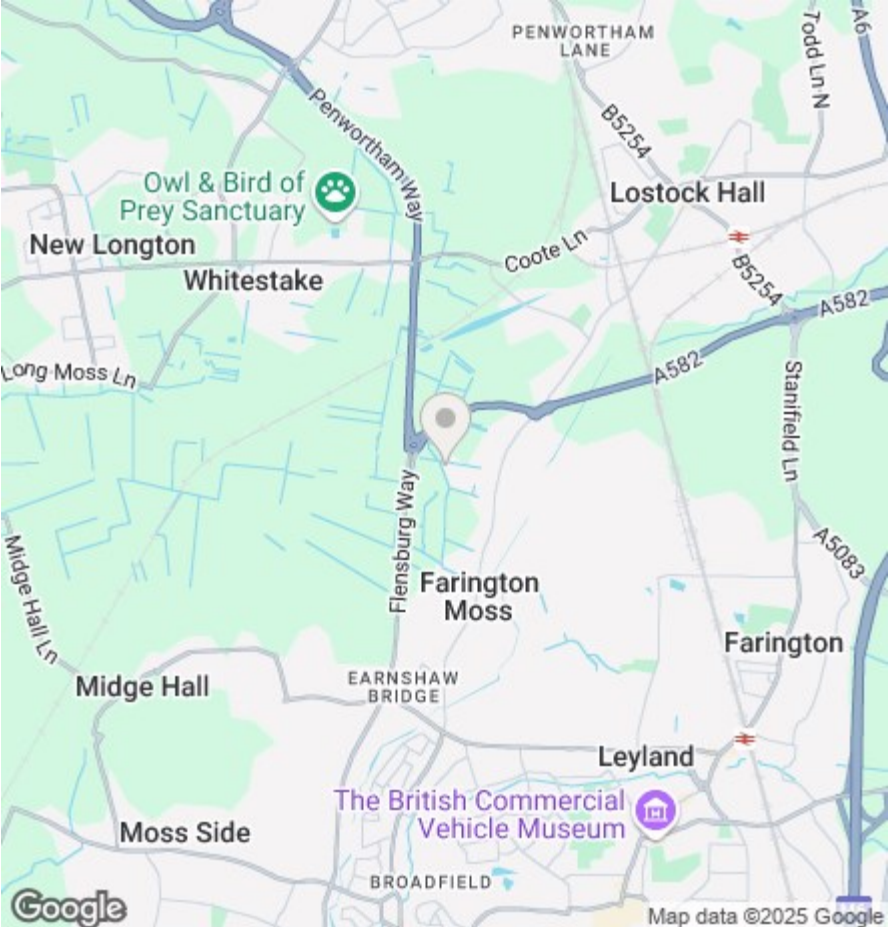 PENWORTHAM
LANE
Todd Ln N
A6
Penwortham Way
B5254
Owl & Bird of
Prey Sanctuary
Lostock Hall
New Longton
Coote Ln
Whitestake
B5254
A582
Long Moss Ln
A582
Stanifield Ln
Flensburg Way
A5083
Midge Hall Ln
Farington
Moss
Farington
EARNSHAW
BRIDGE
Midge Hall
Leyland
The British Commercial
Vehicle Museum
Moss Side
BROADFIELD
Google
Map data ©2025 Google